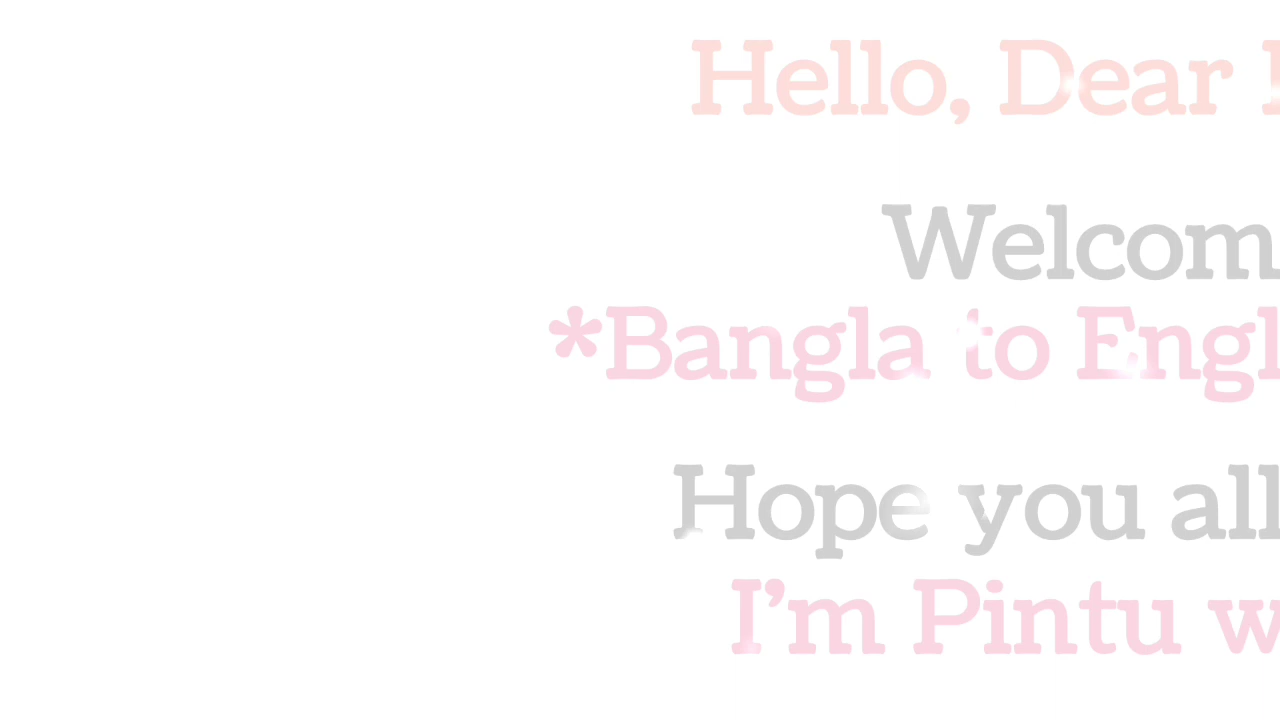 Hello, Dear
Welcom
*Bangla to Engl
Hope you all
I'm Pintu w